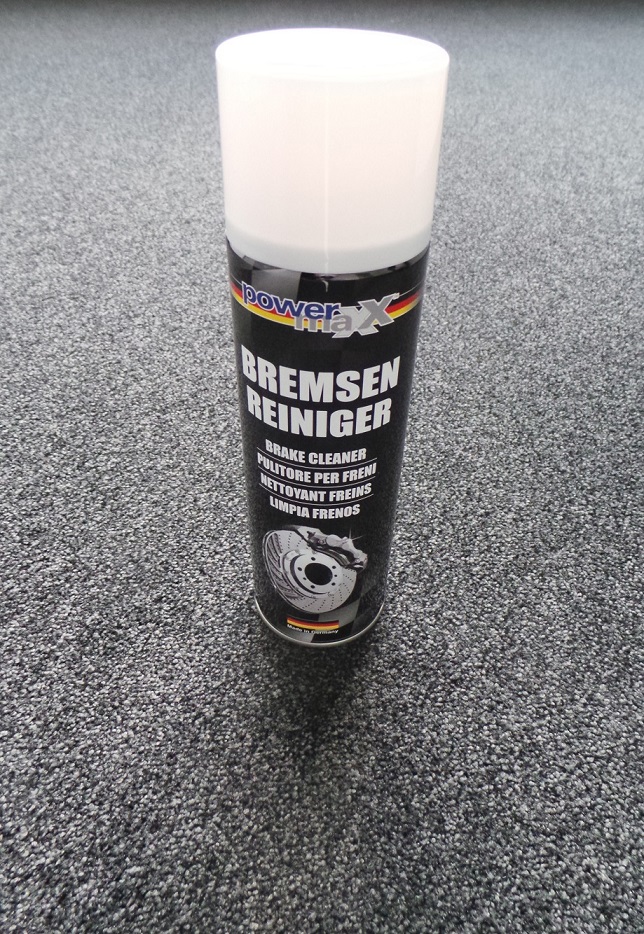 power
maxX
BREMSEN
REINIGER
BRAKE CLEANER
PULITORE PER FRENI
NETTOYANT FREINS
LIMPIA FRENOS
Made in Germany